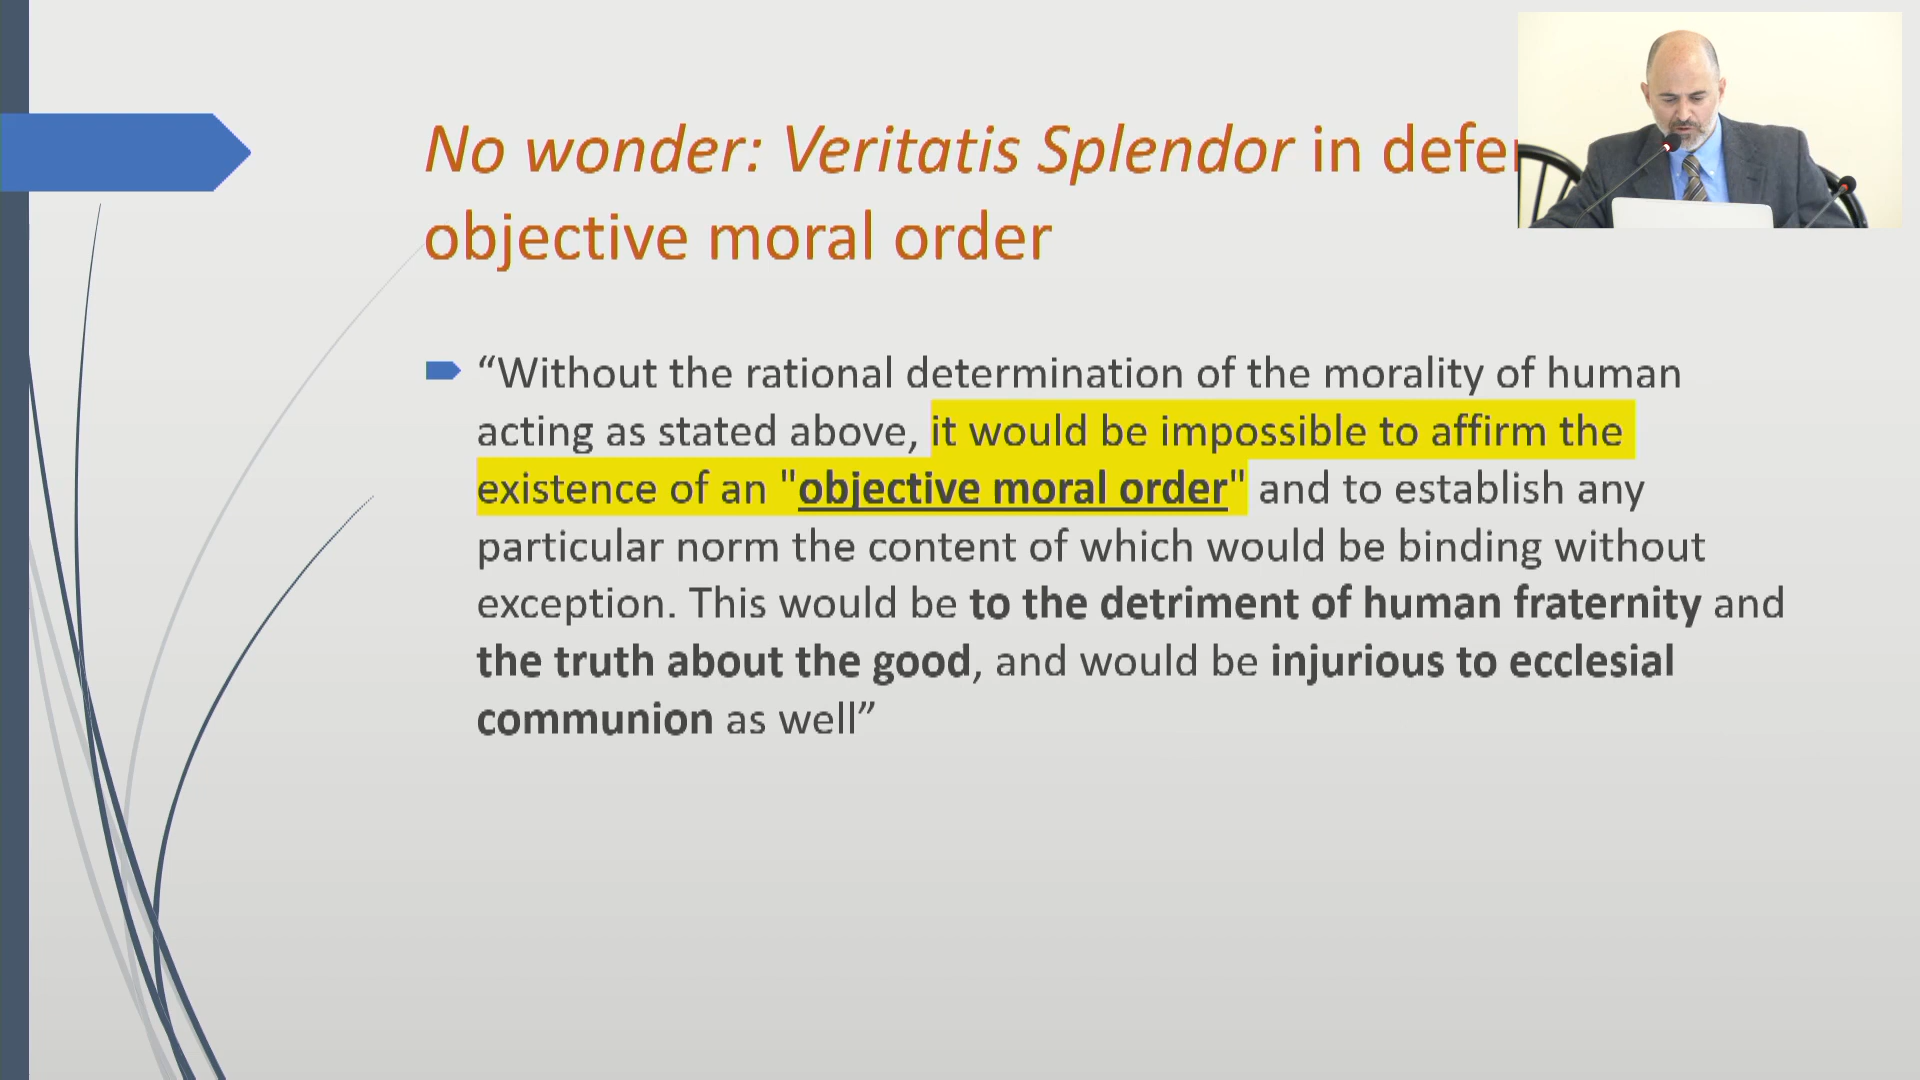 No wonder: Veritatis Splendor in
objective moral order
“Without the rational determination of the morality of human
acting as stated above, it would be impossible to affirm the
existence of an "objective moral order" and to establish any
particular norm the content of which would be binding without
exception. This would be to the detriment of human fraternity and
the truth about the good, and would be injurious to ecclesial
communion as well”